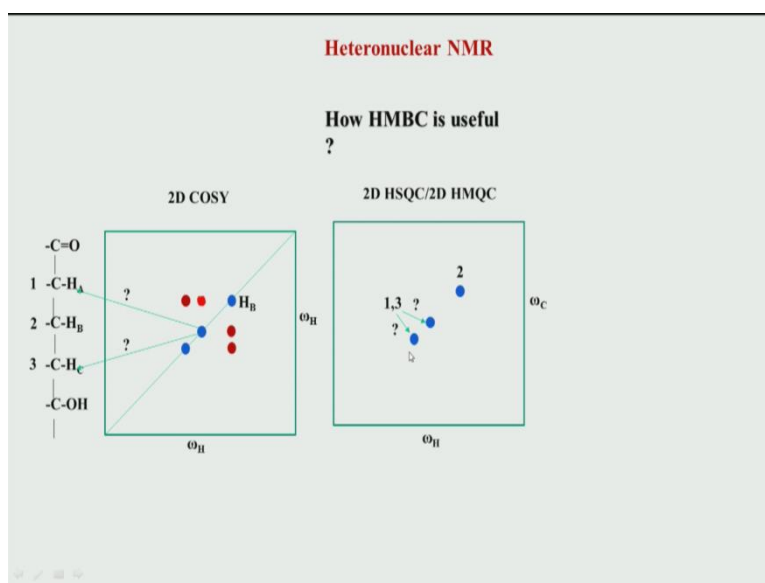 Heteronuclear NMR
How HMBC is useful
?
2D COSY
2D HSQC/2D HMQC
-C=O
1 -C-HA
2 -C-HB
3 -C-HC
-C-OH
?
?
HB
ωH
ωH
2
1,3 ?
?
ωC
ωH